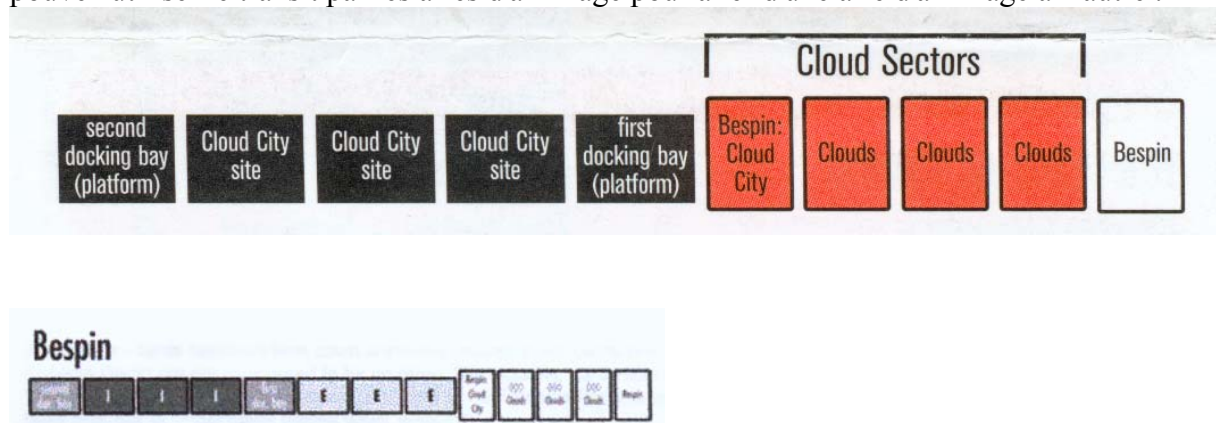 Cloud Sectors
second
docking bay
(platform)
Cloud City
site
Cloud City
site
Cloud City
site
first
docking bay
(platform)
Bespin:
Cloud
City
Clouds
Clouds
Clouds
Bespin
Bespin
I
I
I
E
E
E
Bespin:
Cloud
City
Clouds
Clouds
Clouds
Bespin